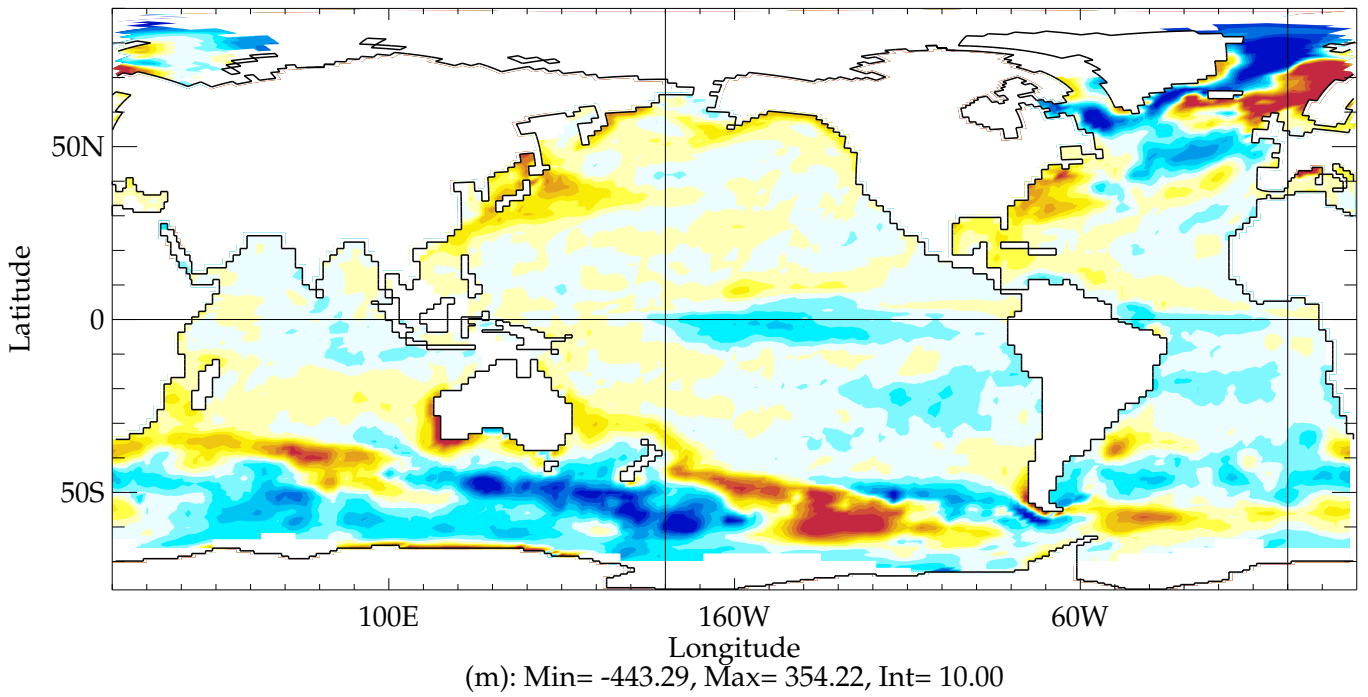 50N
Latitude
0
50S
100E 160W 60W
Longitude
(m): Min= -443.29, Max= 354.22, Int= 10.00